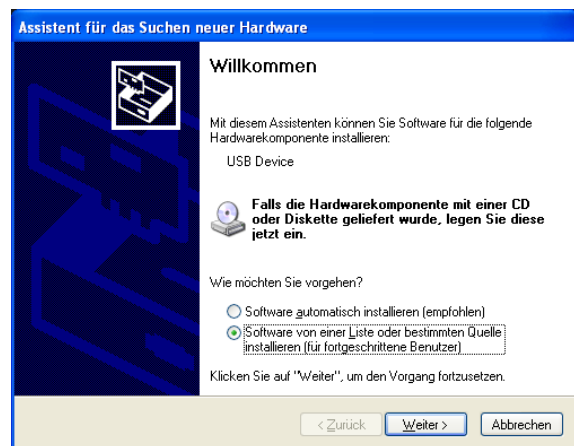 Assistent für das Suchen neuer Hardware
Willkommen
Mit diesem Assistenten können Sie Software für die folgende
Hardwarekomponente installieren:
USB Device
Falls die Hardwarekomponente mit einer CD
oder Diskette geliefert wurde, legen Sie diese
jetzt ein.
Wie möchten Sie vorgehen?
Software automatisch installieren (empfohlen)
Software von einer Liste oder bestimmten Quelle
installieren (für fortgeschrittene Benutzer)
Klicken Sie auf "Weiter", um den Vorgang fortzusetzen.
< Zurück Weiter > Abbrechen